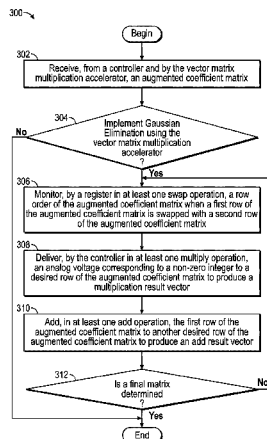 300
Begin
302
Receive, from a controller and by the vector matrix
multiplication accelerator, an augmented coefficient matrix
304
Implement Gaussian
Elimination using the
vector matrix multiplication
accelerator
?
No
Yes
306
Monitor, by a register in at least one swap operation, a row
order of the augmented coefficient matrix when a first row of
the augmented coefficient matrix is swapped with a second row
of the augmented coefficient matrix
308
Deliver, by the controller in at least one multiply operation,
an analog voltage corresponding to a non-zero integer to a
desired row of the augmented coefficient matrix to produce a
multiplication result vector
310
Add, in at least one add operation, the first row of the
augmented coefficient matrix to another desired row of the
augmented coefficient matrix to produce an add result vector
312
Is a final matrix
determined
?
No
Yes
End